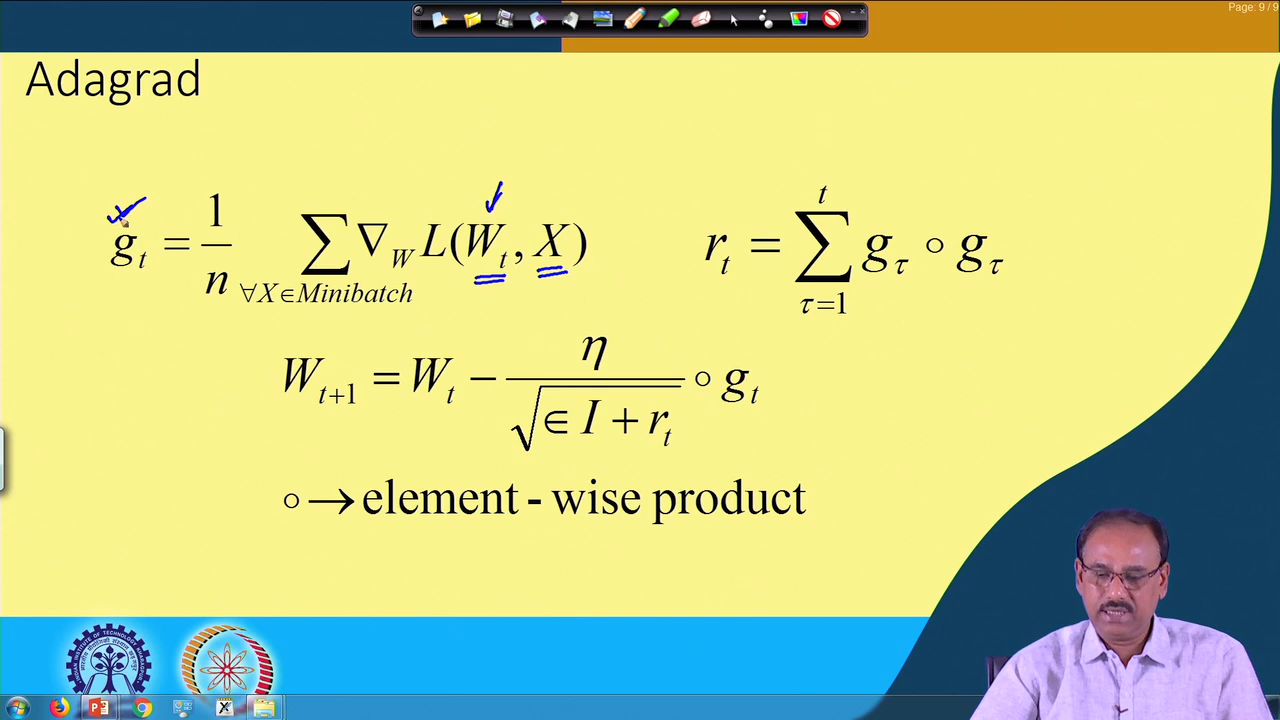 Page: 9 / 9
Adagrad
g_t = 1/n ∑_{∀X∈Minibatch} ∇_W L(W_t, X)
r_t = ∑_{τ=1}^{t} g_τ ∘ g_τ
W_{t+1} = W_t − η/√(∈ I + r_t) ∘ g_t
∘ → element - wise product